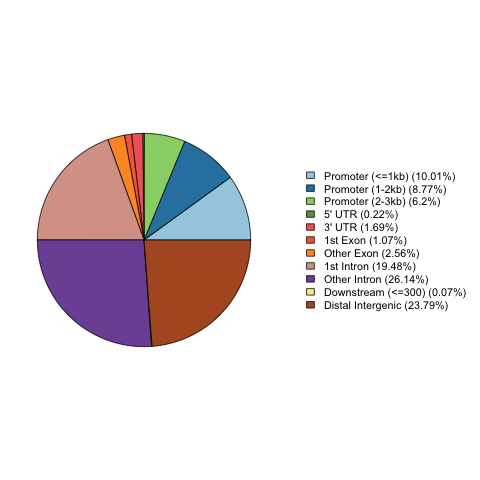 Promoter (<=1kb) (10.01%)
Promoter (1-2kb) (8.77%)
Promoter (2-3kb) (6.2%)
5' UTR (0.22%)
3' UTR (1.69%)
1st Exon (1.07%)
Other Exon (2.56%)
1st Intron (19.48%)
Other Intron (26.14%)
Downstream (<=300) (0.07%)
Distal Intergenic (23.79%)